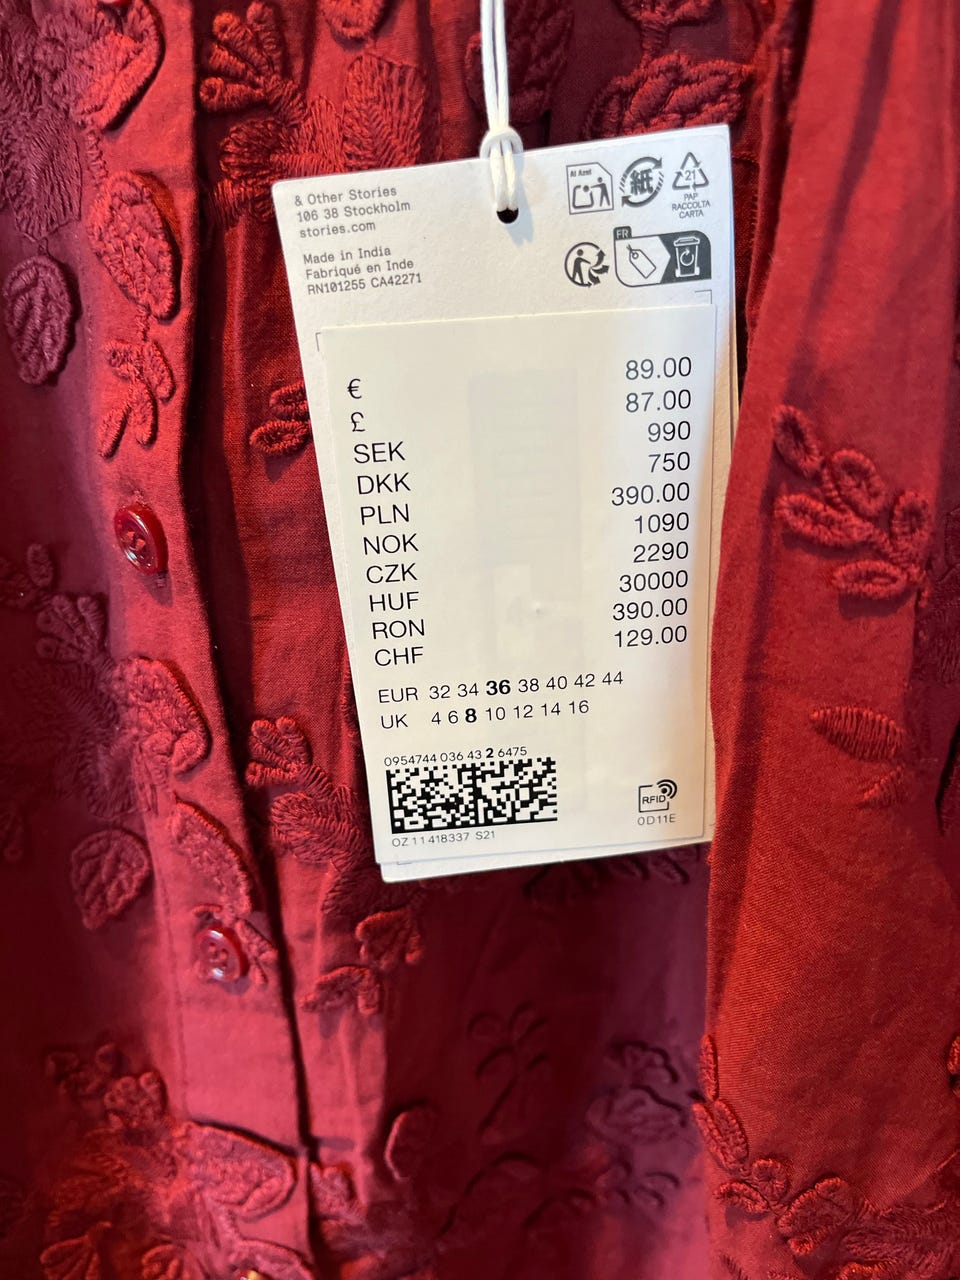 & Other Stories
106 38 Stockholm
stories.com
Made in India
Fabriqué en Inde
RN101255 CA42271
Al Azal
紙
21
PAP
RACCOLTA
CARTA
FR
€ 89.00
£ 87.00
SEK 990
DKK 750
PLN 390.00
NOK 1090
CZK 2290
HUF 30000
RON 390.00
CHF 129.00
EUR 32 34 36 38 40 42 44
UK 4 6 8 10 12 14 16
0954744 036 43 2 6475
OZ 11 418337 S21
RFID
0D11E